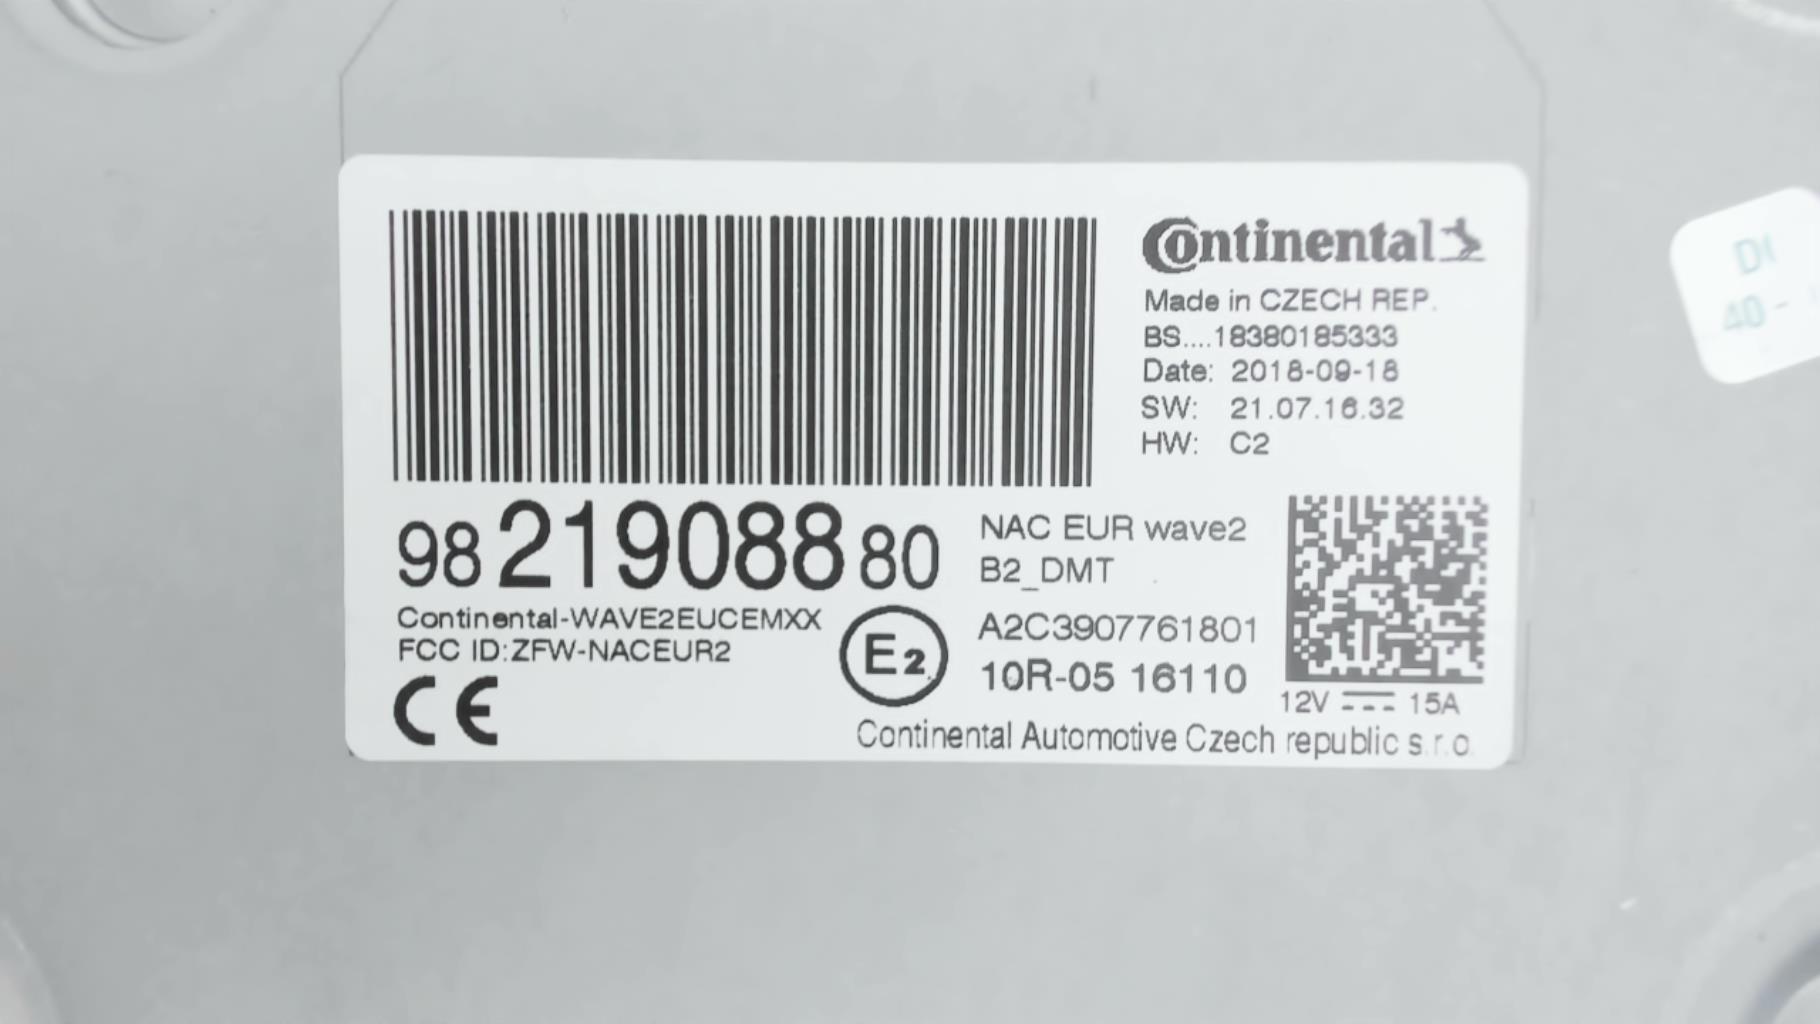 Continental
Made in CZECH REP.
BS....18380185333
Date: 2018-09-18
SW: 21.07.16.32
HW: C2
98 219088 80
NAC EUR wave2
B2_DMT
Continental-WAVE2EUCEMXX
FCC ID:ZFW-NACEUR2
CE
E2
A2C3907761801
10R-05 16110
12V 15A
Continental Automotive Czech republic s.r.o.
40-